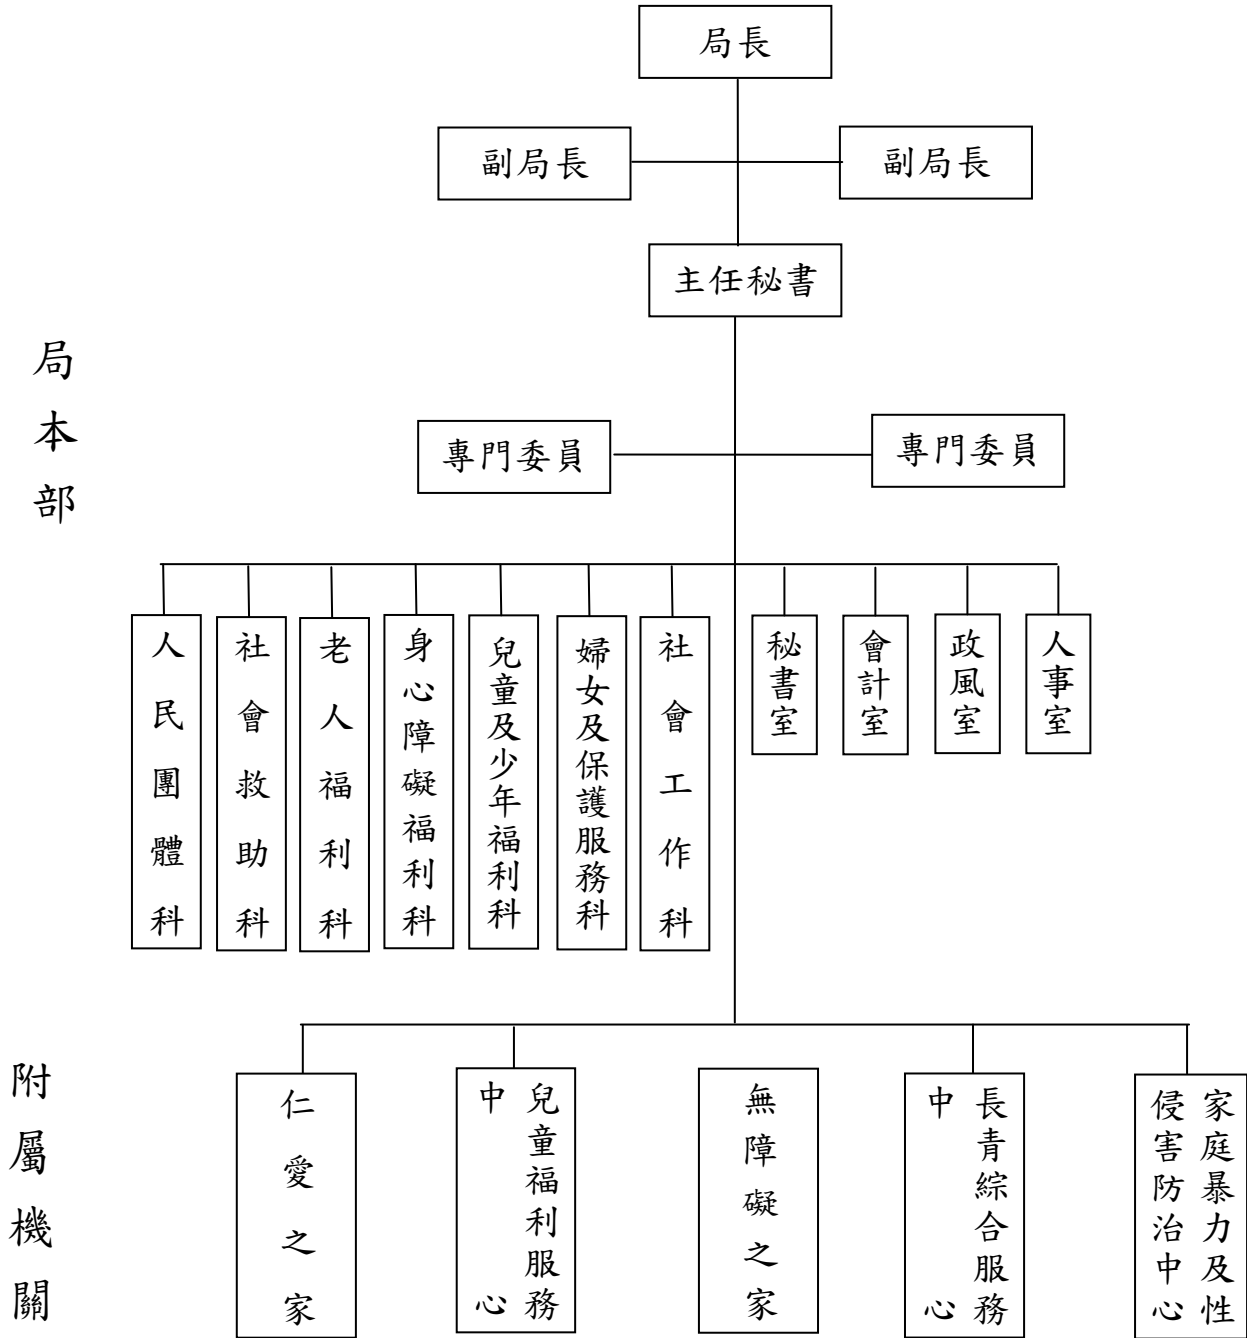 局長
副局長
副局長
主任秘書
局本部
專門委員
專門委員
人民團體科
社會救助科
老人福利科
身心障礙福利科
兒童及少年福利科
婦女及保護服務科
社會工作科
秘書室
會計室
政風室
人事室
附屬機關
仁愛之家
兒童福利服務
中心
無障礙之家
長青綜合服務
中心
家庭暴力及性
侵害防治中心